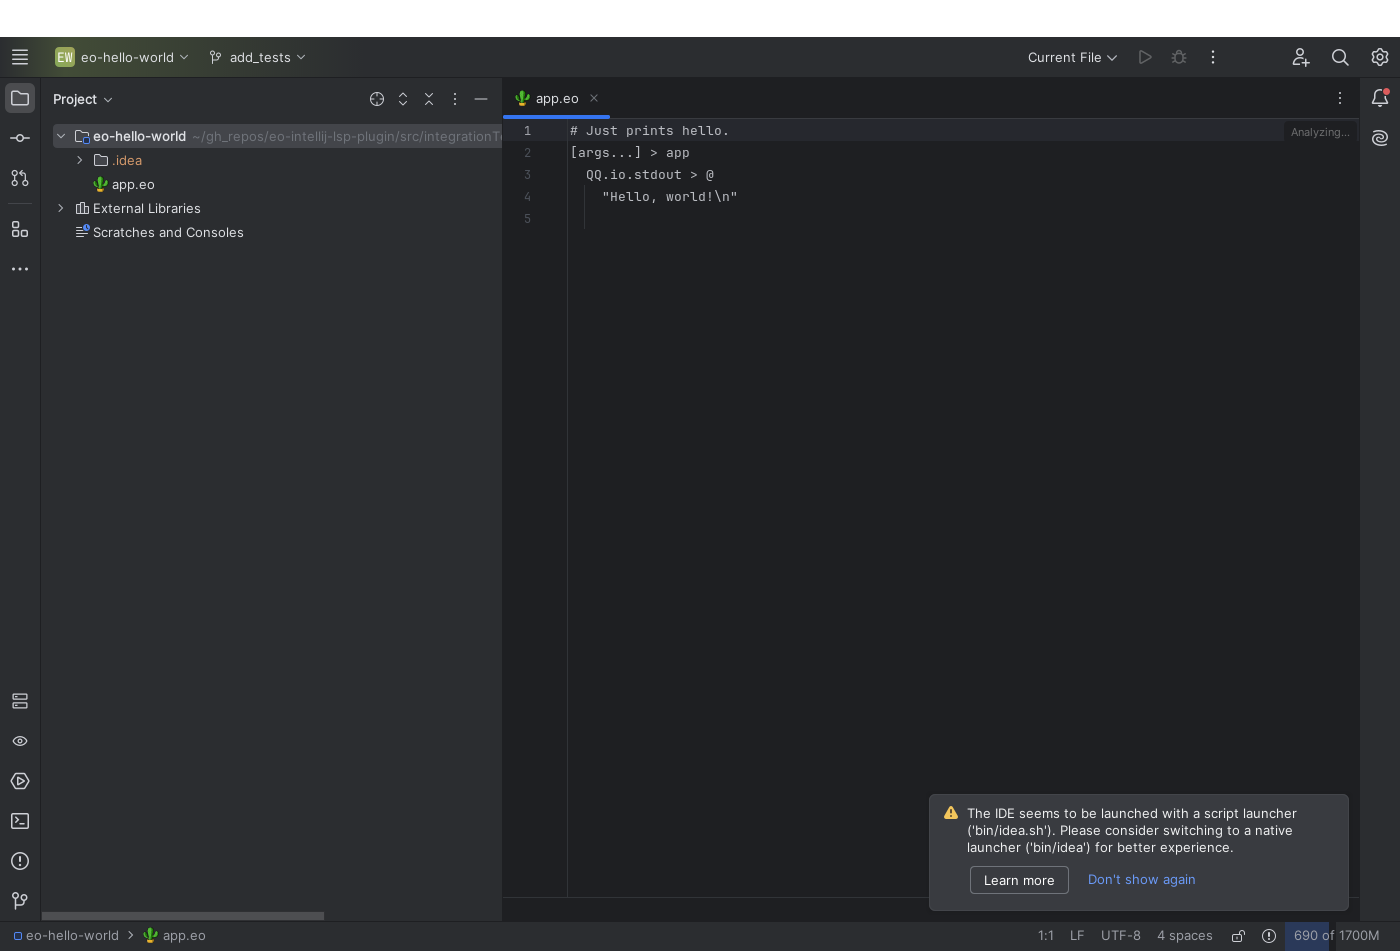 EW eo-hello-world add_tests Current File
Project
app.eo
eo-hello-world ~/gh_repos/eo-intellij-lsp-plugin/src/integrationTe
.idea
app.eo
External Libraries
Scratches and Consoles
1 # Just prints hello.
Analyzing...
2 [args...] > app
3 QQ.io.stdout > @
4 "Hello, world!\n"
5
The IDE seems to be launched with a script launcher
('bin/idea.sh'). Please consider switching to a native
launcher ('bin/idea') for better experience.
Learn more Don't show again
eo-hello-world > app.eo 1:1 LF UTF-8 4 spaces 690 of 1700M